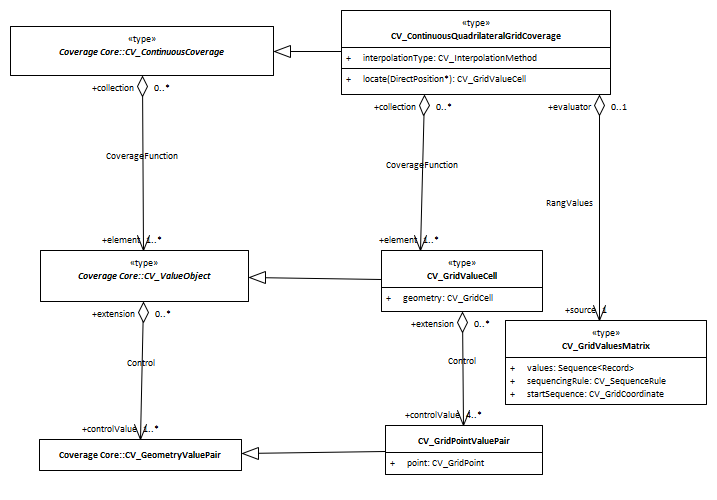 «type»
Coverage Core::CV_ContinuousCoverage
«type»
CV_ContinuousQuadrilateralGridCoverage
+ interpolationType: CV_InterpolationMethod
+ locate(DirectPosition*): CV_GridValueCell
+collection 0..*
+collection 0..*
+evaluator 0..1
CoverageFunction
CoverageFunction
RangValues
+element 1..*
+element 1..*
«type»
Coverage Core::CV_ValueObject
«type»
CV_GridValueCell
+ geometry: CV_GridCell
+extension 0..*
+extension 0..*
+source 1
«type»
CV_GridValuesMatrix
+ values: Sequence<Record>
+ sequencingRule: CV_SequenceRule
+ startSequence: CV_GridCoordinate
Control
Control
+controlValue 1..*
+controlValue 4..*
Coverage Core::CV_GeometryValuePair
CV_GridPointValuePair
+ point: CV_GridPoint